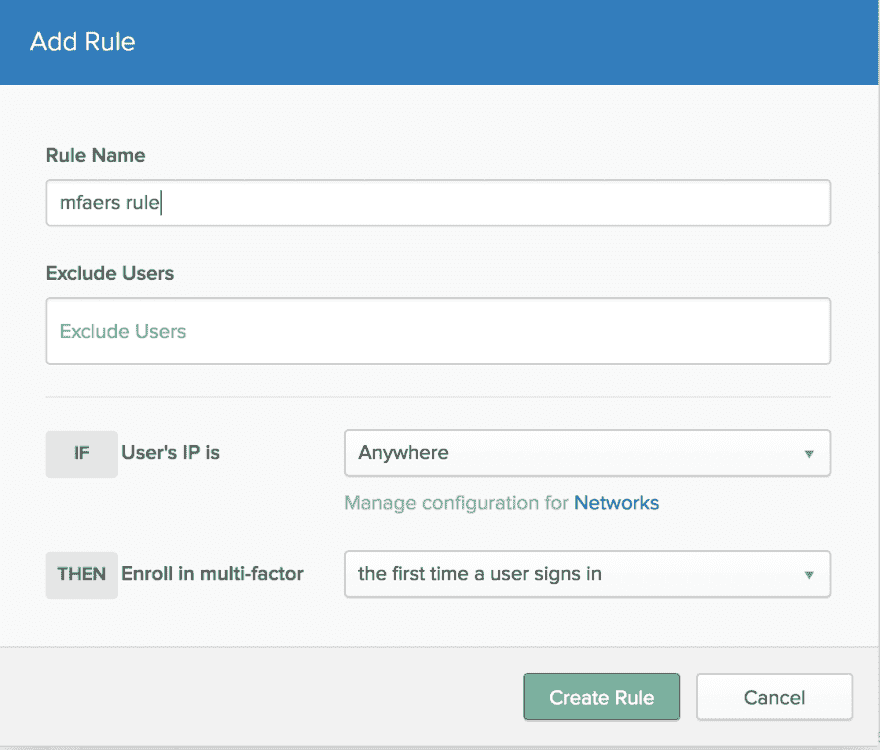 Add Rule
Rule Name
mfaers rule
Exclude Users
Exclude Users
IF User's IP is Anywhere
Manage configuration for Networks
THEN Enroll in multi-factor the first time a user signs in
Create Rule Cancel